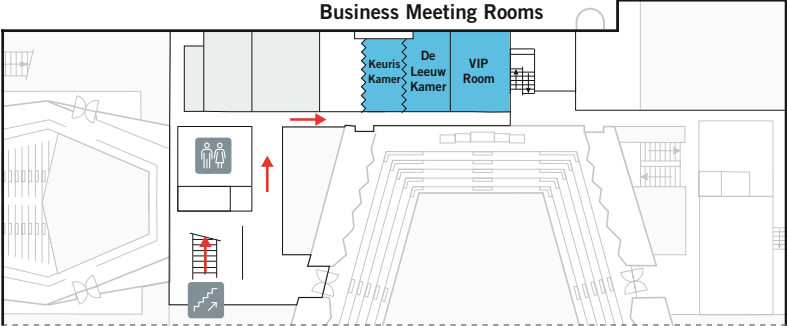 Business Meeting Rooms
Keuris
Kamer
De
Leeuw
Kamer
VIP
Room